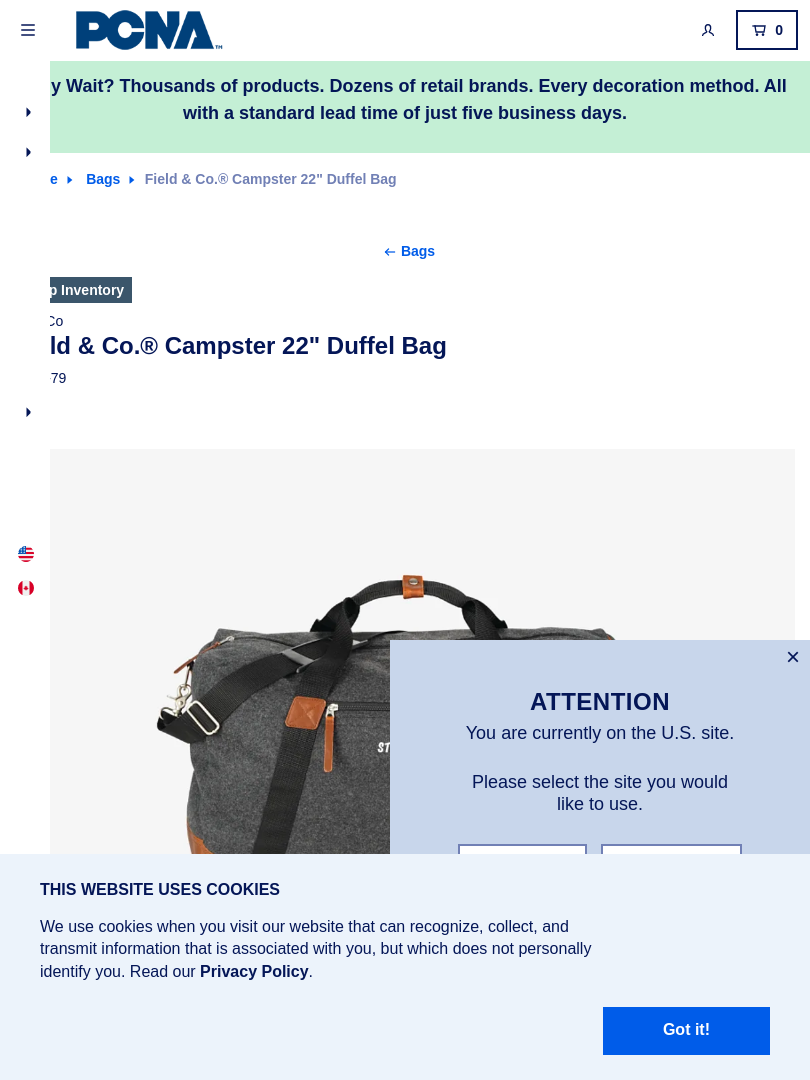 PCNA™
0
Wait? Thousands of products. Dozens of retail brands. Every decoration method. All
with a standard lead time of just five business days.
Bags
Field & Co.® Campster 22" Duffel Bag
← Bags
Inventory
Co
& Co.® Campster 22" Duffel Bag
ATTENTION
You are currently on the U.S. site.
Please select the site you would
like to use.
THIS WEBSITE USES COOKIES
We use cookies when you visit our website that can recognize, collect, and
transmit information that is associated with you, but which does not personally
identify you. Read our Privacy Policy.
Got it!